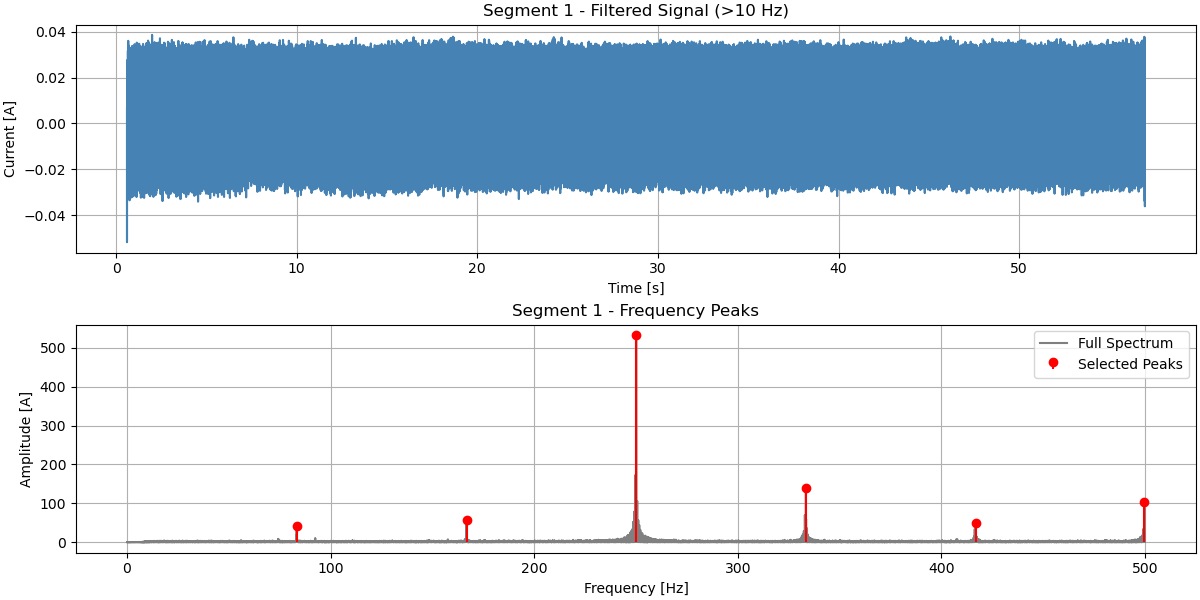 Segment 1 - Filtered Signal (>10 Hz)
Current [A]
0.04
0.02
0.00
−0.02
−0.04
0 10 20 30 40 50
Time [s]
Segment 1 - Frequency Peaks
Amplitude [A]
500
400
300
200
100
0
Full Spectrum
Selected Peaks
0 100 200 300 400 500
Frequency [Hz]